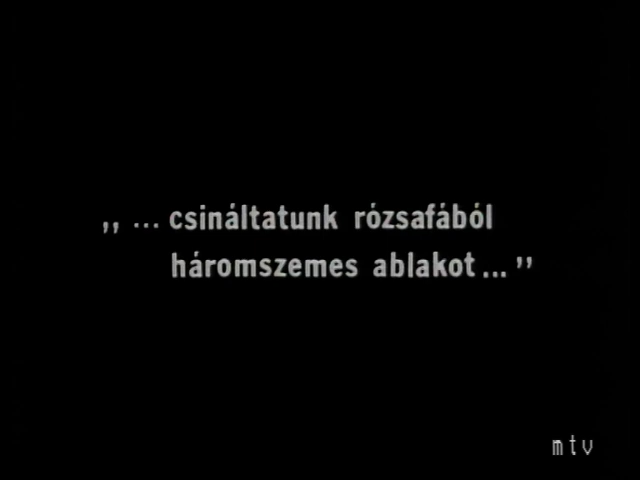 „ ... csináltatunk rózsafából
háromszemes ablakot ... ”
mtv